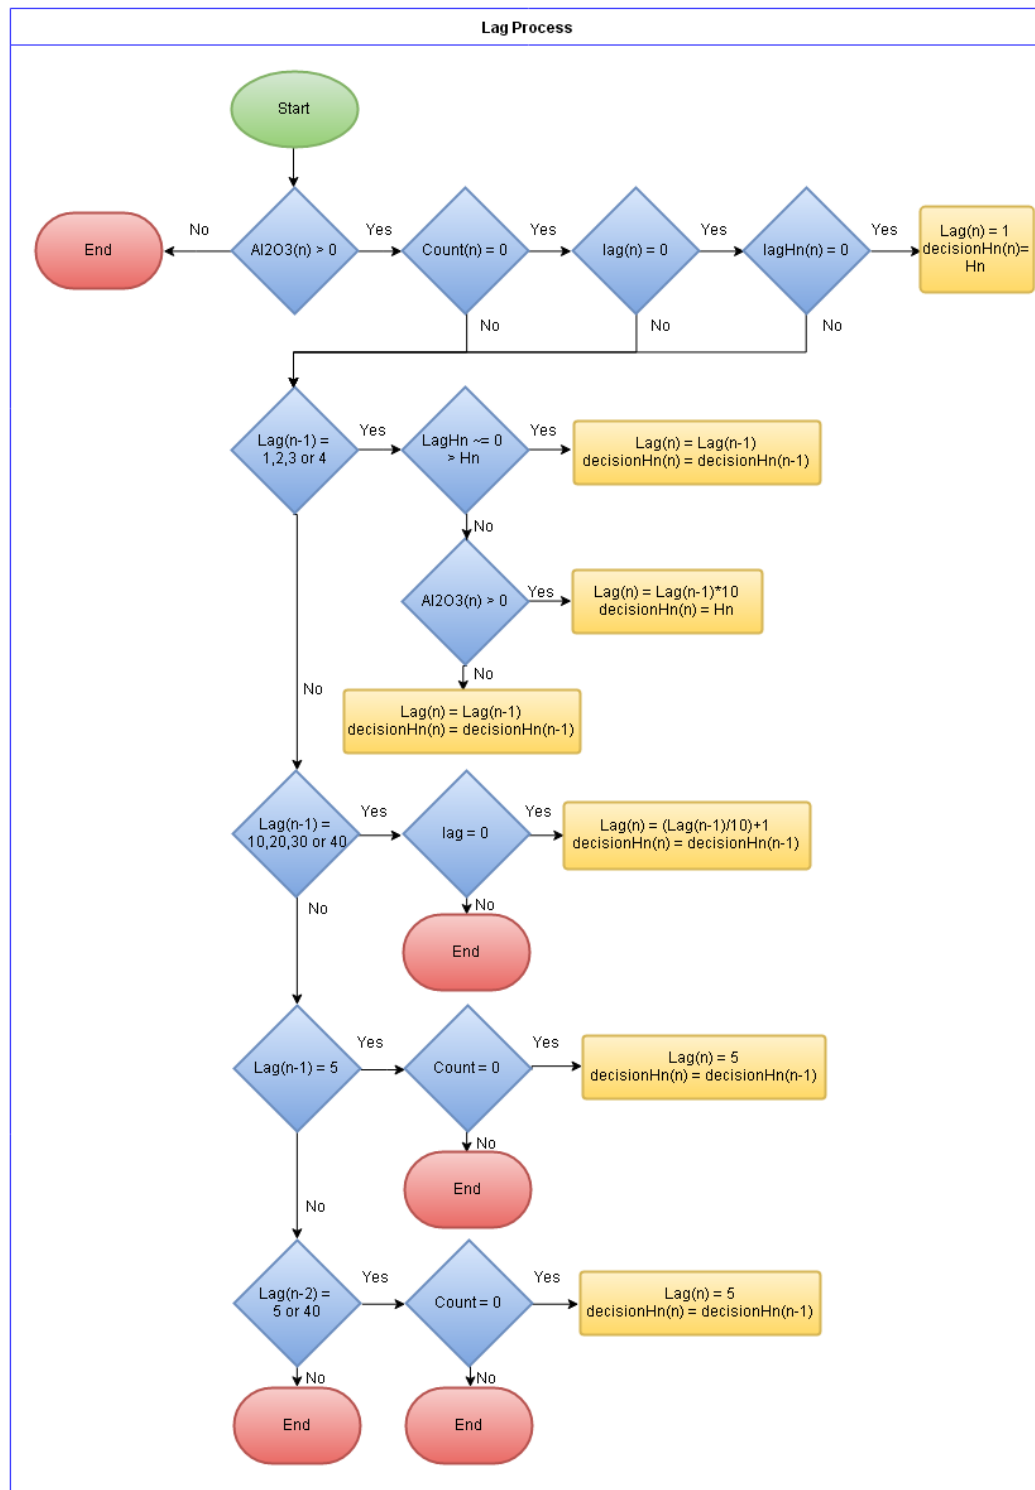 Lag Process
Start
End
No
Al2O3(n) > 0
Yes
Count(n) = 0
Yes
lag(n) = 0
Yes
lagHn(n) = 0
Yes
Lag(n) = 1
decisionHn(n)=
Hn
No
No
No
Lag(n-1) =
1,2,3 or 4
Yes
LagHn ~= 0
> Hn
Yes
Lag(n) = Lag(n-1)
decisionHn(n) = decisionHn(n-1)
No
Al2O3(n) > 0
Yes
Lag(n) = Lag(n-1)*10
decisionHn(n) = Hn
No
No
Lag(n) = Lag(n-1)
decisionHn(n) = decisionHn(n-1)
Lag(n-1) =
10,20,30 or 40
Yes
lag = 0
Yes
Lag(n) = (Lag(n-1)/10)+1
decisionHn(n) = decisionHn(n-1)
No
No
End
Lag(n-1) = 5
Yes
Count = 0
Yes
Lag(n) = 5
decisionHn(n) = decisionHn(n-1)
No
End
No
Lag(n-2) =
5 or 40
Yes
Count = 0
Yes
Lag(n) = 5
decisionHn(n) = decisionHn(n-1)
No
No
End
End